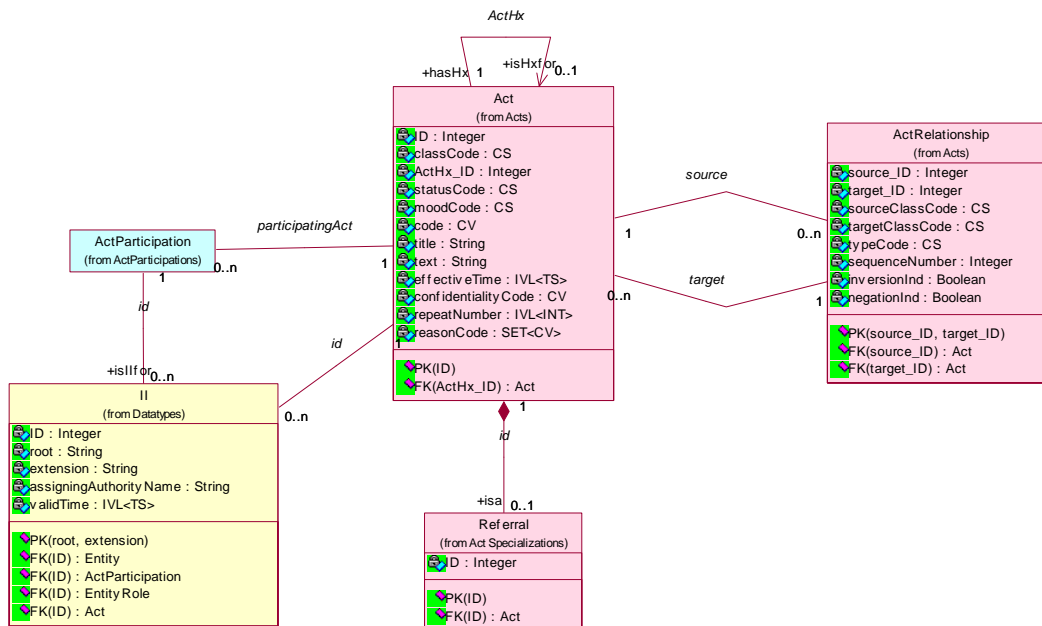 ActHx
+hasHx 1
+isHxfor 0..1
Act
(from Acts)
ID : Integer
classCode : CS
ActHx_ID : Integer
statusCode : CS
moodCode : CS
code : CV
title : String
text : String
effectiveTime : IVL<TS>
confidentialityCode : CV
repeatNumber : IVL<INT>
reasonCode : SET<CV>
PK(ID)
FK(ActHx_ID) : Act
ActRelationship
(from Acts)
source_ID : Integer
target_ID : Integer
sourceClassCode : CS
targetClassCode : CS
typeCode : CS
sequenceNumber : Integer
inversionInd : Boolean
negationInd : Boolean
PK(source_ID, target_ID)
FK(source_ID) : Act
FK(target_ID) : Act
source
1
0..n
target
0..n
1
participatingAct
0..n
1
ActParticipation
(from ActParticipations)
1
id
+isIIfor 0..n
id
1
0..n
II
(from Datatypes)
ID : Integer
root : String
extension : String
assigningAuthorityName : String
validTime : IVL<TS>
PK(root, extension)
FK(ID) : Entity
FK(ID) : ActParticipation
FK(ID) : Entity Role
FK(ID) : Act
1
id
+isa 0..1
Referral
(from Act Specializations)
ID : Integer
PK(ID)
FK(ID) : Act